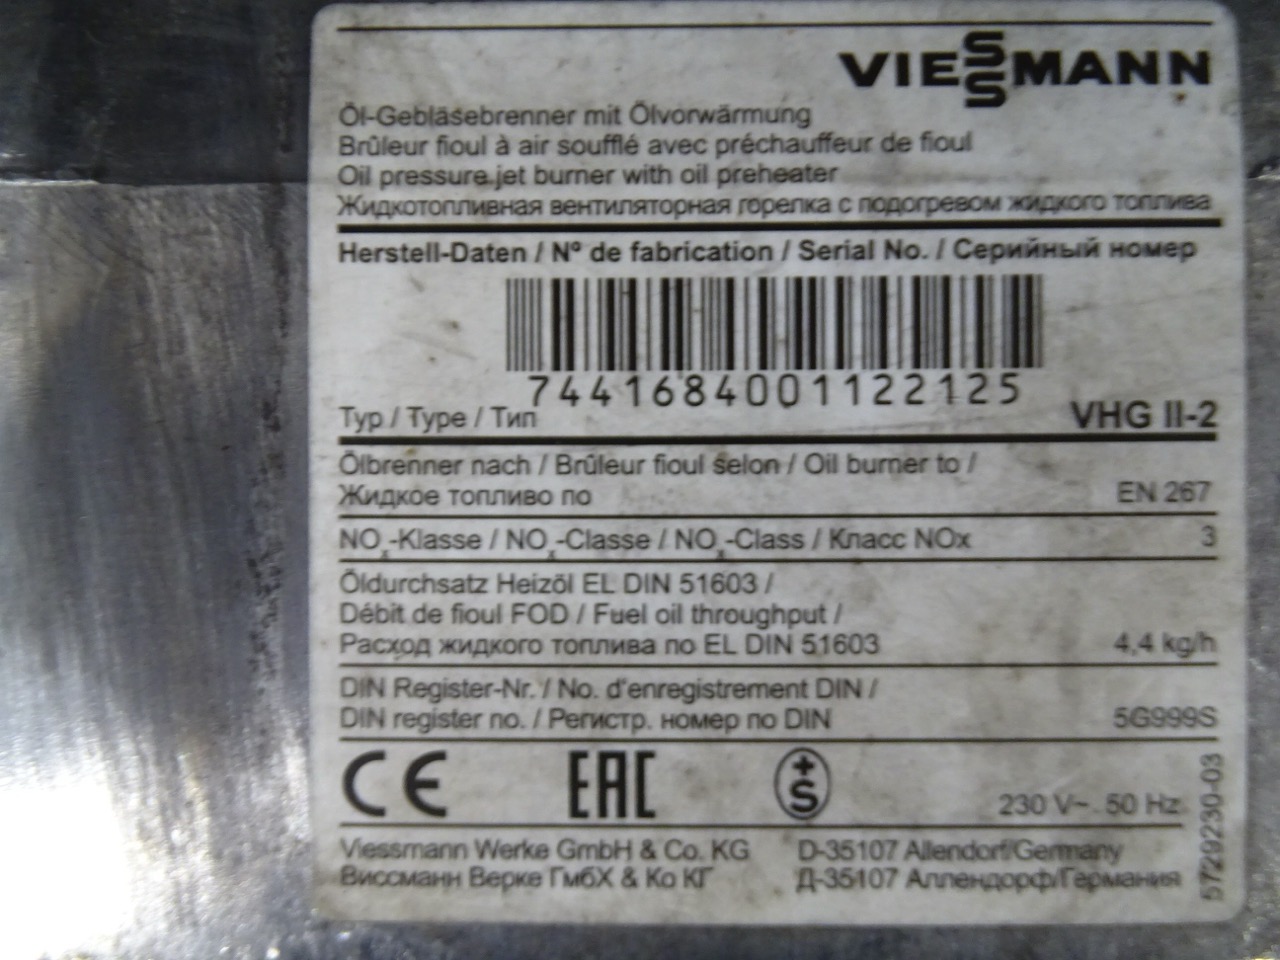 VIESSMANN
Öl-Gebläsebrenner mit Ölvorwärmung
Brûleur fioul à air soufflé avec préchauffeur de fioul
Oil pressure jet burner with oil preheater
Жидкотопливная вентиляторная горелка с подогревом жидкого топлива
Herstell-Daten / Nº de fabrication / Serial No. / Серийный номер
7441684001122125
Typ / Type / Тип VHG II-2
Ölbrenner nach / Brûleur fioul selon / Oil burner to /
Жидкое топливо по EN 267
NOx-Klasse / NOx-Classe / NOx-Class / Класс NOx 3
Öldurchsatz Heizöl EL DIN 51603 /
Débit de fioul FOD / Fuel oil throughput /
Расход жидкого топлива по EL DIN 51603 4,4 kg/h
DIN Register-Nr. / No. d'enregistrement DIN /
DIN register no. / Регистр. номер по DIN 5G999S
CE EAC +S 230 V~ 50 Hz
Viessmann Werke GmbH & Co. KG D-35107 Allendorf/Germany
Виссманн Верке ГмбХ & Ко КГ Д-35107 Аллендорф/Германия
5729230-03